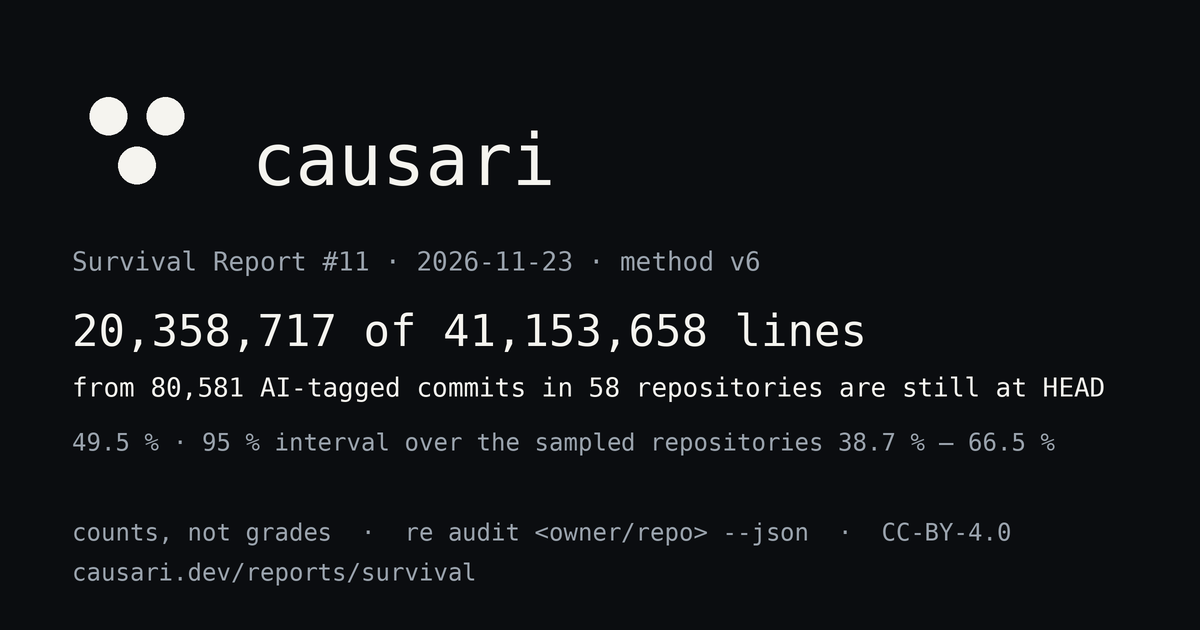 causari
Survival Report #11 · 2026-11-23 · method v6
20,358,717 of 41,153,658 lines
from 80,581 AI-tagged commits in 58 repositories are still at HEAD
49.5 % · 95 % interval over the sampled repositories 38.7 % – 66.5 %
counts, not grades · re audit <owner/repo> --json · CC-BY-4.0
causari.dev/reports/survival